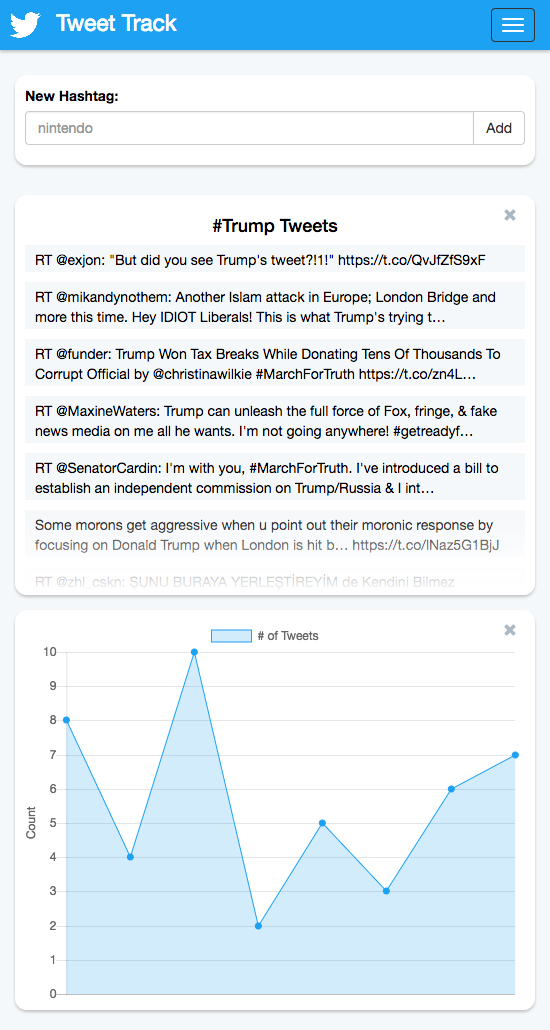 Tweet Track
New Hashtag:
nintendo
Add
#Trump Tweets
RT @exjon: "But did you see Trump's tweet?!1!" https://t.co/QvJfZfS9xF
RT @mikandynothem: Another Islam attack in Europe; London Bridge and
more this time. Hey IDIOT Liberals! This is what Trump's trying t…
RT @funder: Trump Won Tax Breaks While Donating Tens Of Thousands To
Corrupt Official by @christinawilkie #MarchForTruth https://t.co/zn4L…
RT @MaxineWaters: Trump can unleash the full force of Fox, fringe, & fake
news media on me all he wants. I'm not going anywhere! #getreadyf…
RT @SenatorCardin: I'm with you, #MarchForTruth. I've introduced a bill to
establish an independent commission on Trump/Russia & I int…
Some morons get aggressive when u point out their moronic response by
focusing on Donald Trump when London is hit b… https://t.co/lNaz5G1BjJ
RT @zhl_cskn: ŞUNU BURAYA YERLEŞTİREYİM de Kendini Bilmez
# of Tweets
10
9
8
7
6
5
4
3
2
1
0
Count